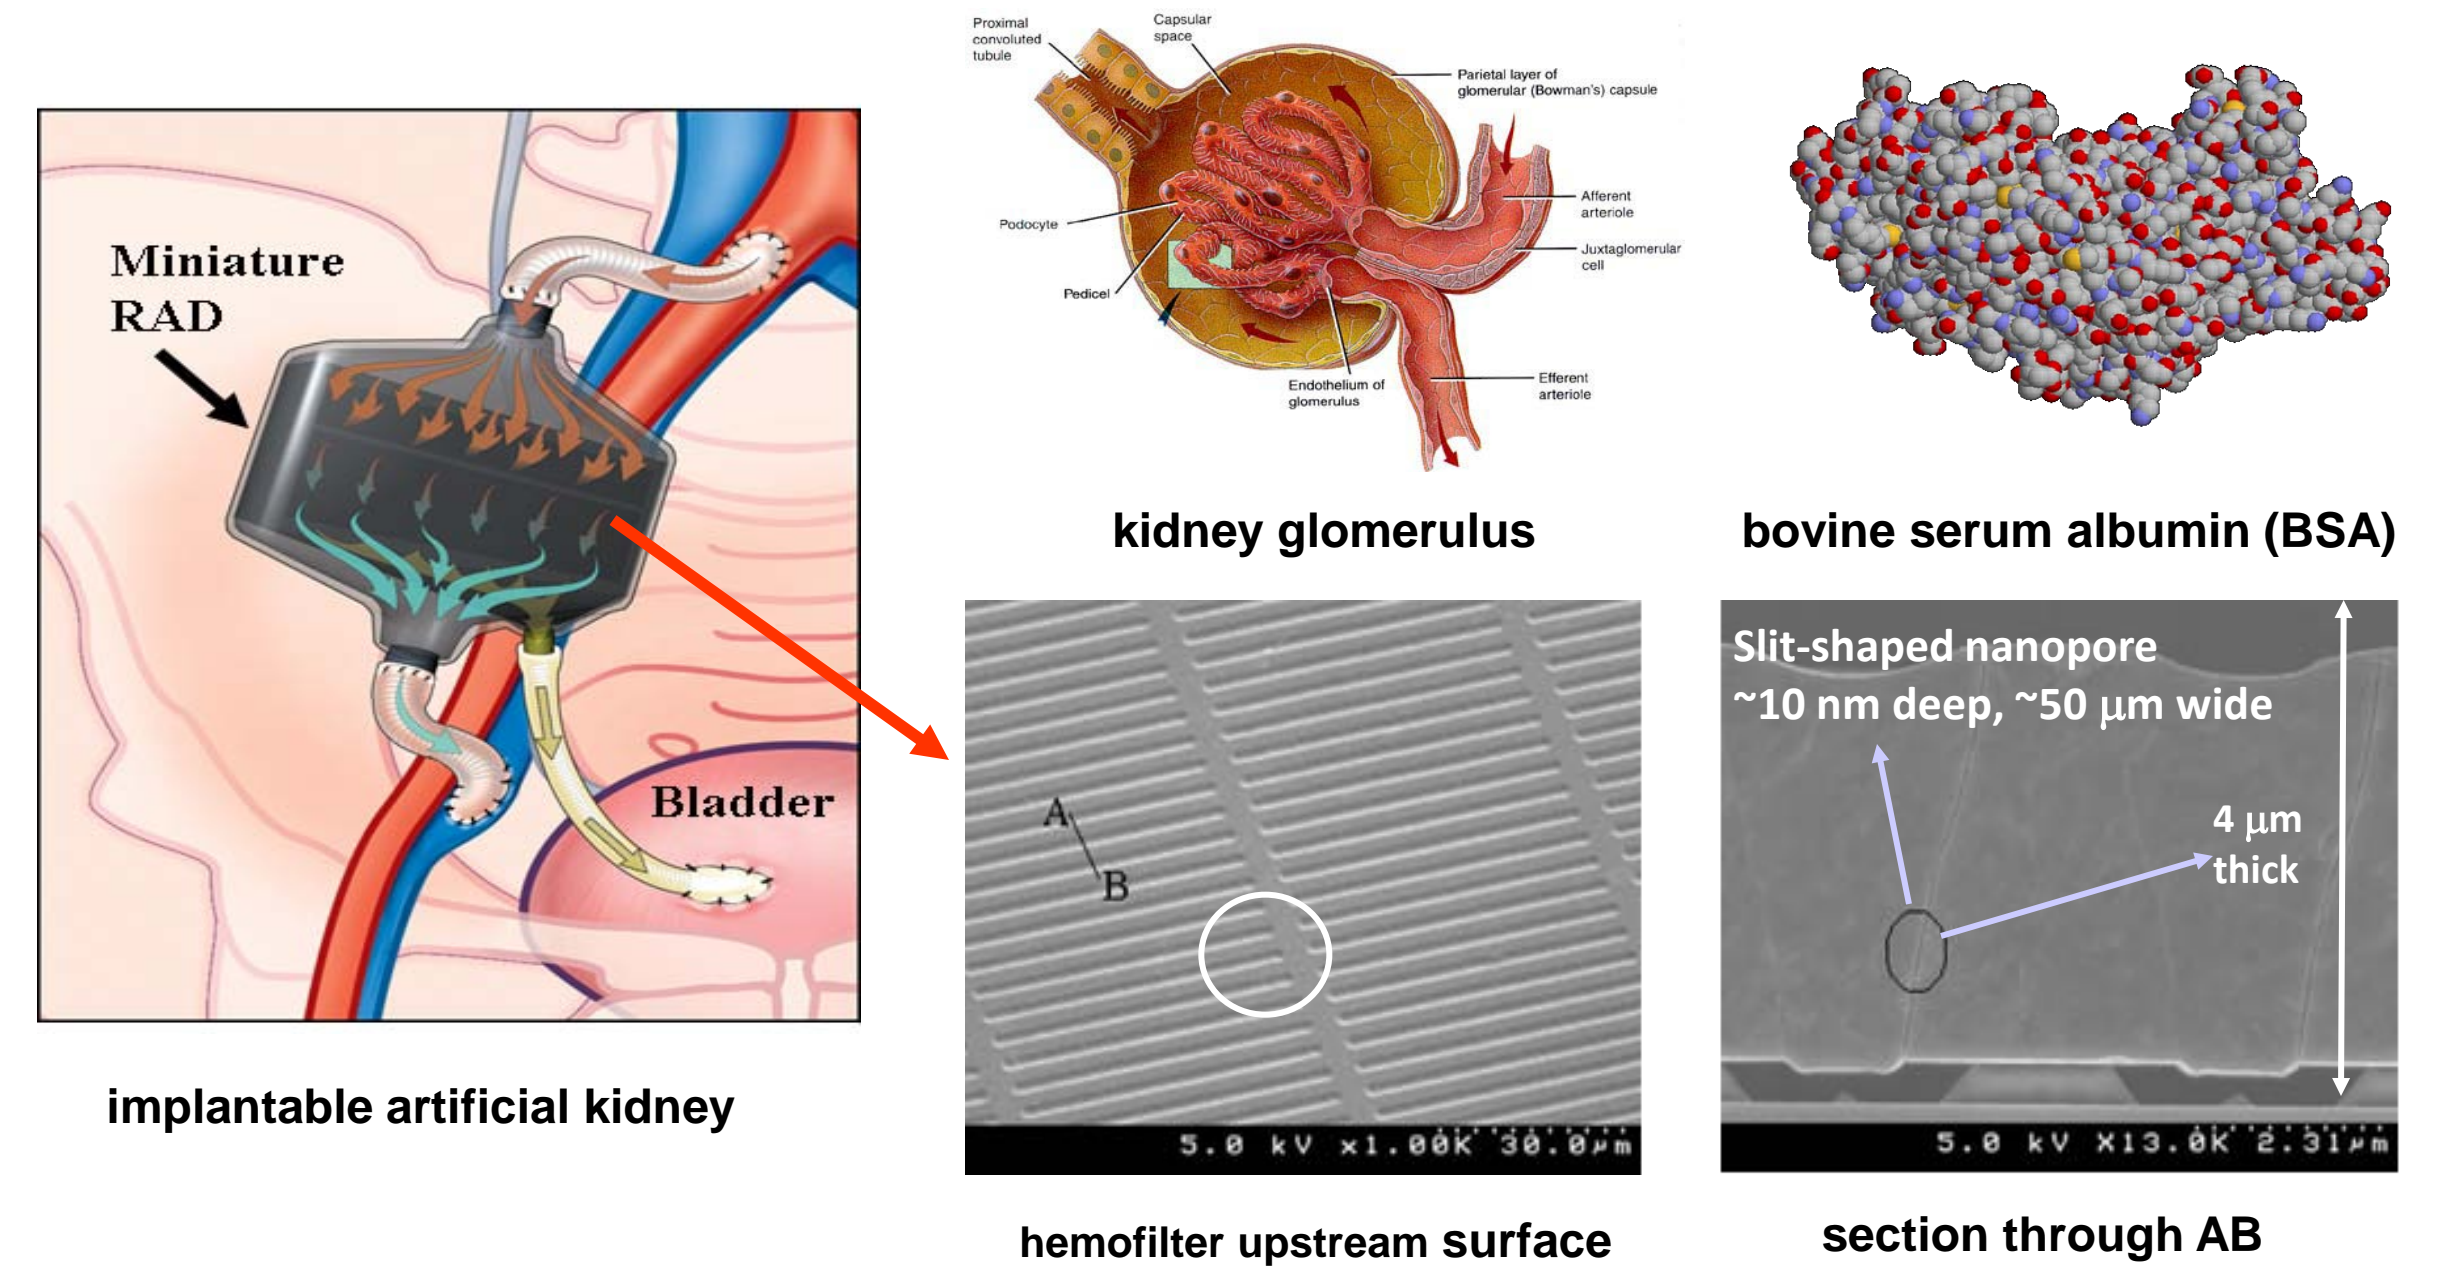 Miniature
RAD
Bladder
implantable artificial kidney
Proximal
convoluted
tubule
Capsular
space
Parietal layer of
glomerular (Bowman's) capsule
Afferent
arteriole
Juxtaglomerular
cell
Podocyte
Pedicel
Endothelium of
glomerulus
Efferent
arteriole
kidney glomerulus
bovine serum albumin (BSA)
A
B
5.0 kV x1.00K 30.0μm
hemofilter upstream surface
Slit-shaped nanopore
~10 nm deep, ~50 μm wide
4 μm
thick
5.0 kV X13.0K 2.31μm
section through AB